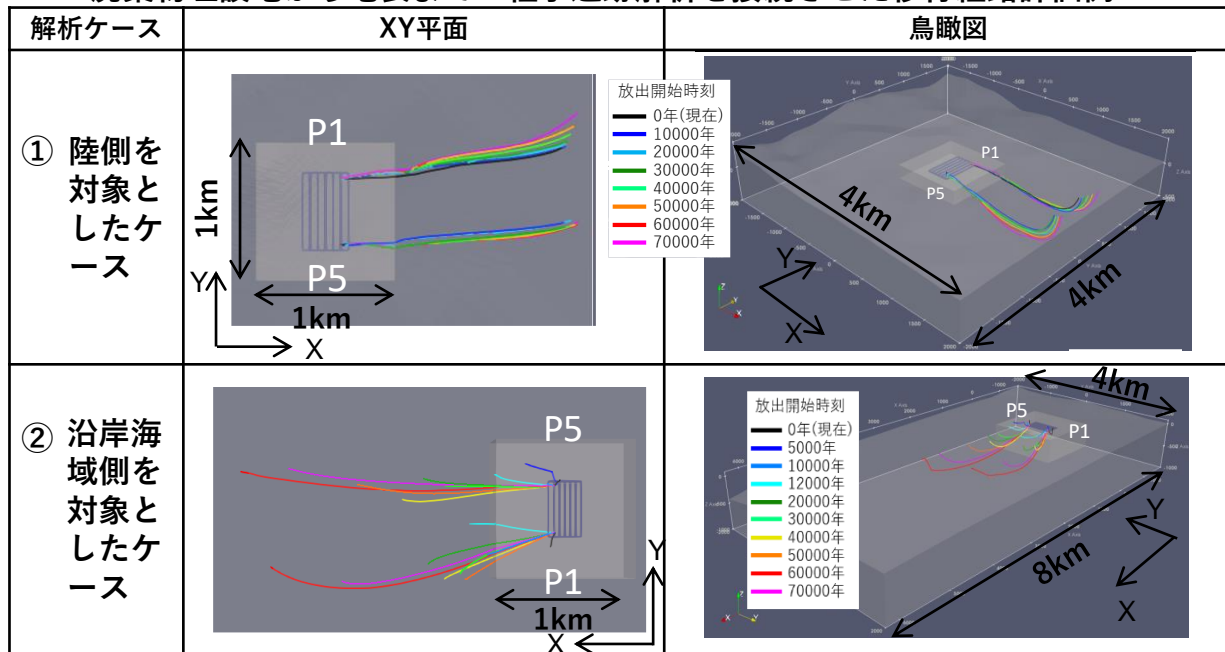 解析ケース
XY平面
鳥瞰図
① 陸側を
対象と
したケ
ース
P1
P5
1km
1km
Y
X
放出開始時刻
0年(現在)
10000年
20000年
30000年
40000年
50000年
60000年
70000年
P1
P5
4km
4km
Y
X
② 沿岸海
域側を
対象と
したケ
ース
P5
P1
1km
Y
X
放出開始時刻
0年(現在)
5000年
10000年
12000年
20000年
30000年
40000年
50000年
60000年
70000年
P5
P1
4km
8km
Y
X